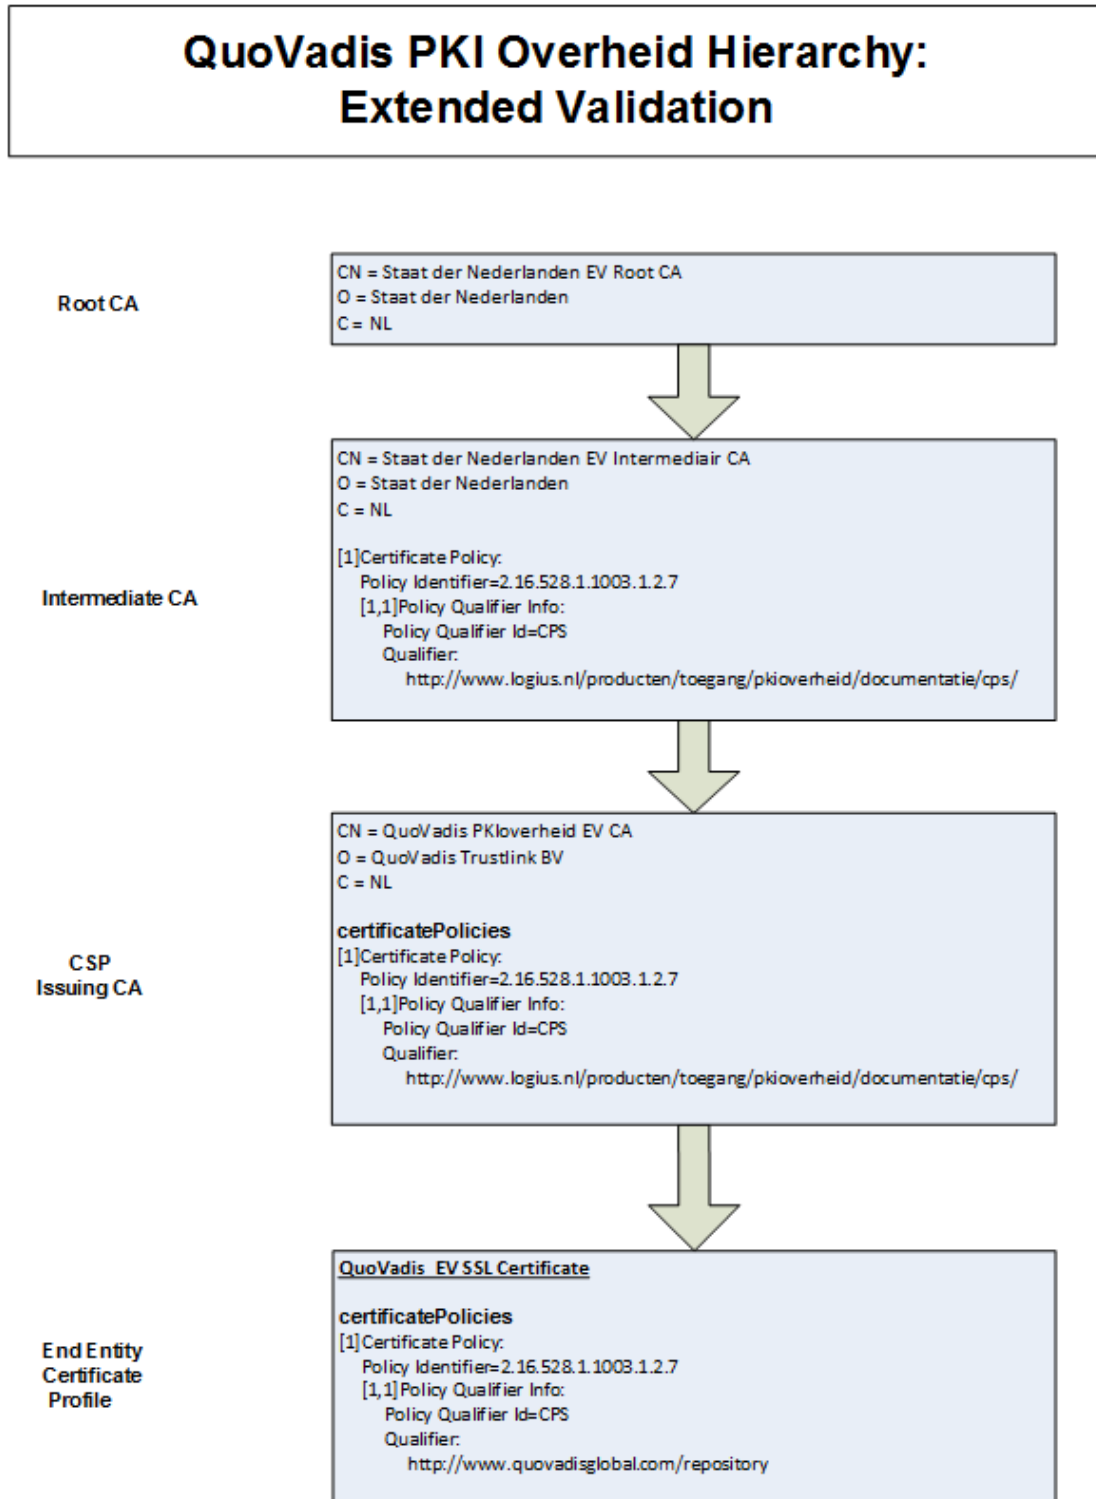 QuoVadis PKI Overheid Hierarchy:
Extended Validation
Root CA
CN = Staat der Nederlanden EV Root CA
O = Staat der Nederlanden
C = NL
Intermediate CA
CN = Staat der Nederlanden EV Intermediair CA
O = Staat der Nederlanden
C = NL
[1]Certificate Policy:
Policy Identifier=2.16.528.1.1003.1.2.7
[1,1]Policy Qualifier Info:
Policy Qualifier Id=CPS
Qualifier:
http://www.logius.nl/producten/toegang/pkioverheid/documentatie/cps/
CSP
Issuing CA
CN = QuoVadis PKIoverheid EV CA
O = QuoVadis Trustlink BV
C = NL
certificatePolicies
[1]Certificate Policy:
Policy Identifier=2.16.528.1.1003.1.2.7
[1,1]Policy Qualifier Info:
Policy Qualifier Id=CPS
Qualifier:
http://www.logius.nl/producten/toegang/pkioverheid/documentatie/cps/
End Entity
Certificate
Profile
QuoVadis EV SSL Certificate
certificatePolicies
[1]Certificate Policy:
Policy Identifier=2.16.528.1.1003.1.2.7
[1,1]Policy Qualifier Info:
Policy Qualifier Id=CPS
Qualifier:
http://www.quovadisglobal.com/repository